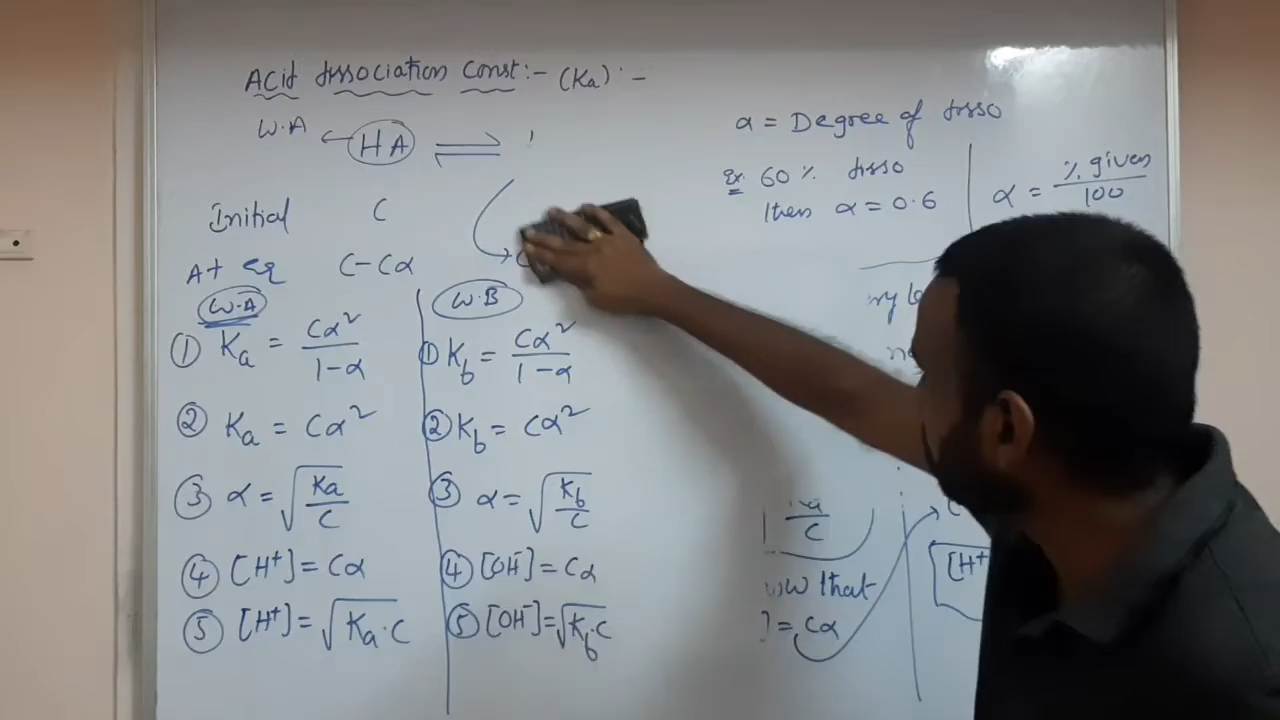 Acid dissociation Const :- (Ka) :-
W.A ← HA ⇌
Initial C
At eq C-Cα
W.A
① Ka = Cα² / 1-α
② Ka = Cα²
③ α = √(Ka / C)
④ [H⁺] = Cα
⑤ [H⁺] = √Ka·C
W.B
① Kb = Cα² / 1-α
② Kb = Cα²
③ α = √(Kb / C)
④ [OH⁻] = Cα
⑤ [OH⁻] = √Kb·C
α = Degree of disso
Ex: 60 % disso
then α = 0.6
α = % given / 100
C
that
] = Cα
[H⁺